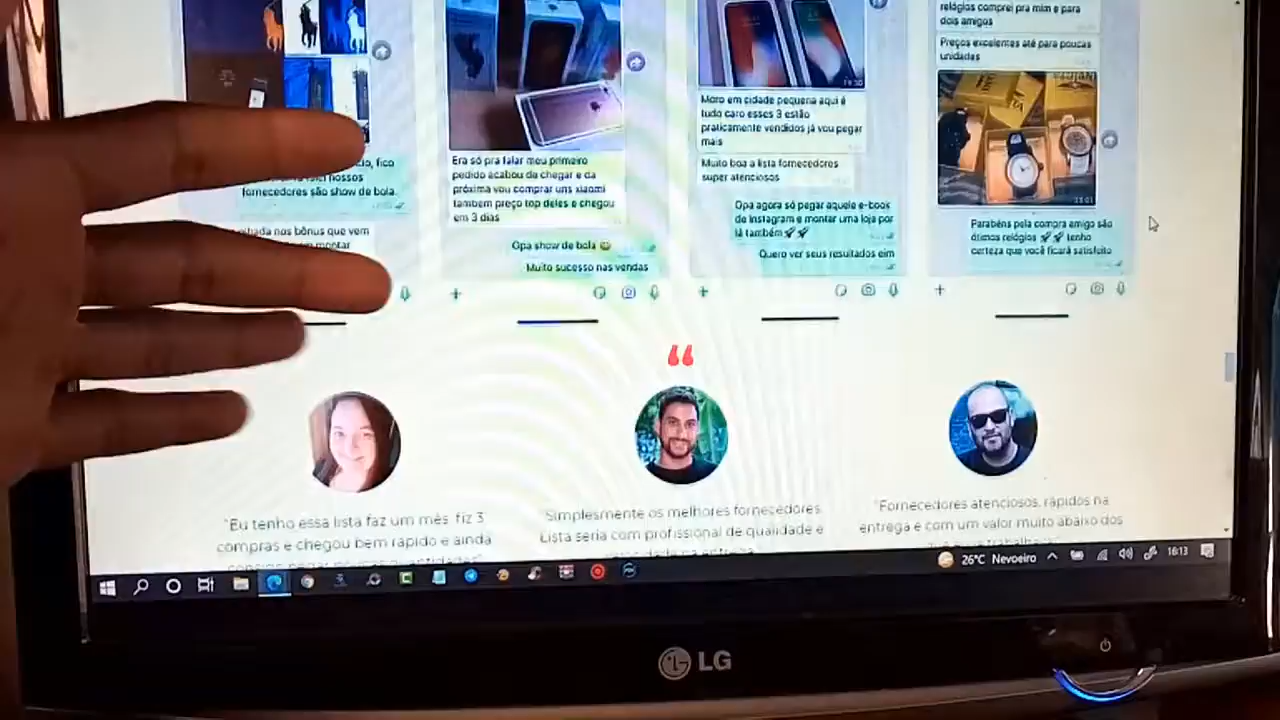 fornecedores são show de bola.
nos bônus que vem
montar
Era só pra falar meu primeiro
pedido acabou de chegar e da
próxima vou comprar uns xiaomi
tambem preço top deles e chegou
em 3 dias
Opa show de bola
Muito sucesso nas vendas
19:30
Moro em cidade pequena aqui é
tudo caro esses 3 estão
praticamente vendidos já vou pegar
mais
Muito boa a lista fornecedores
super atenciosos
Opa agora só pegar aquele e-book
de Instagram e montar uma loja por
lá também 🚀🚀
Quero ver seus resultados eim
relógios comprei pra mim e para
dois amigos
Preços excelentes até para poucas
unidades
Parabéns pela compra amigo são
ótimos relógios 🚀🚀 tenho
certeza que você ficará satisfeito
“
"Eu tenho essa lista faz um mês fiz 3
compras e chegou bem rápido e ainda
"Simplesmente os melhores fornecedores
Lista seria com profissional de qualidade e
"Fornecedores atenciosos, rápidos na
entrega e com um valor muito abaixo dos
26°C Nevoeiro
16:13
LG